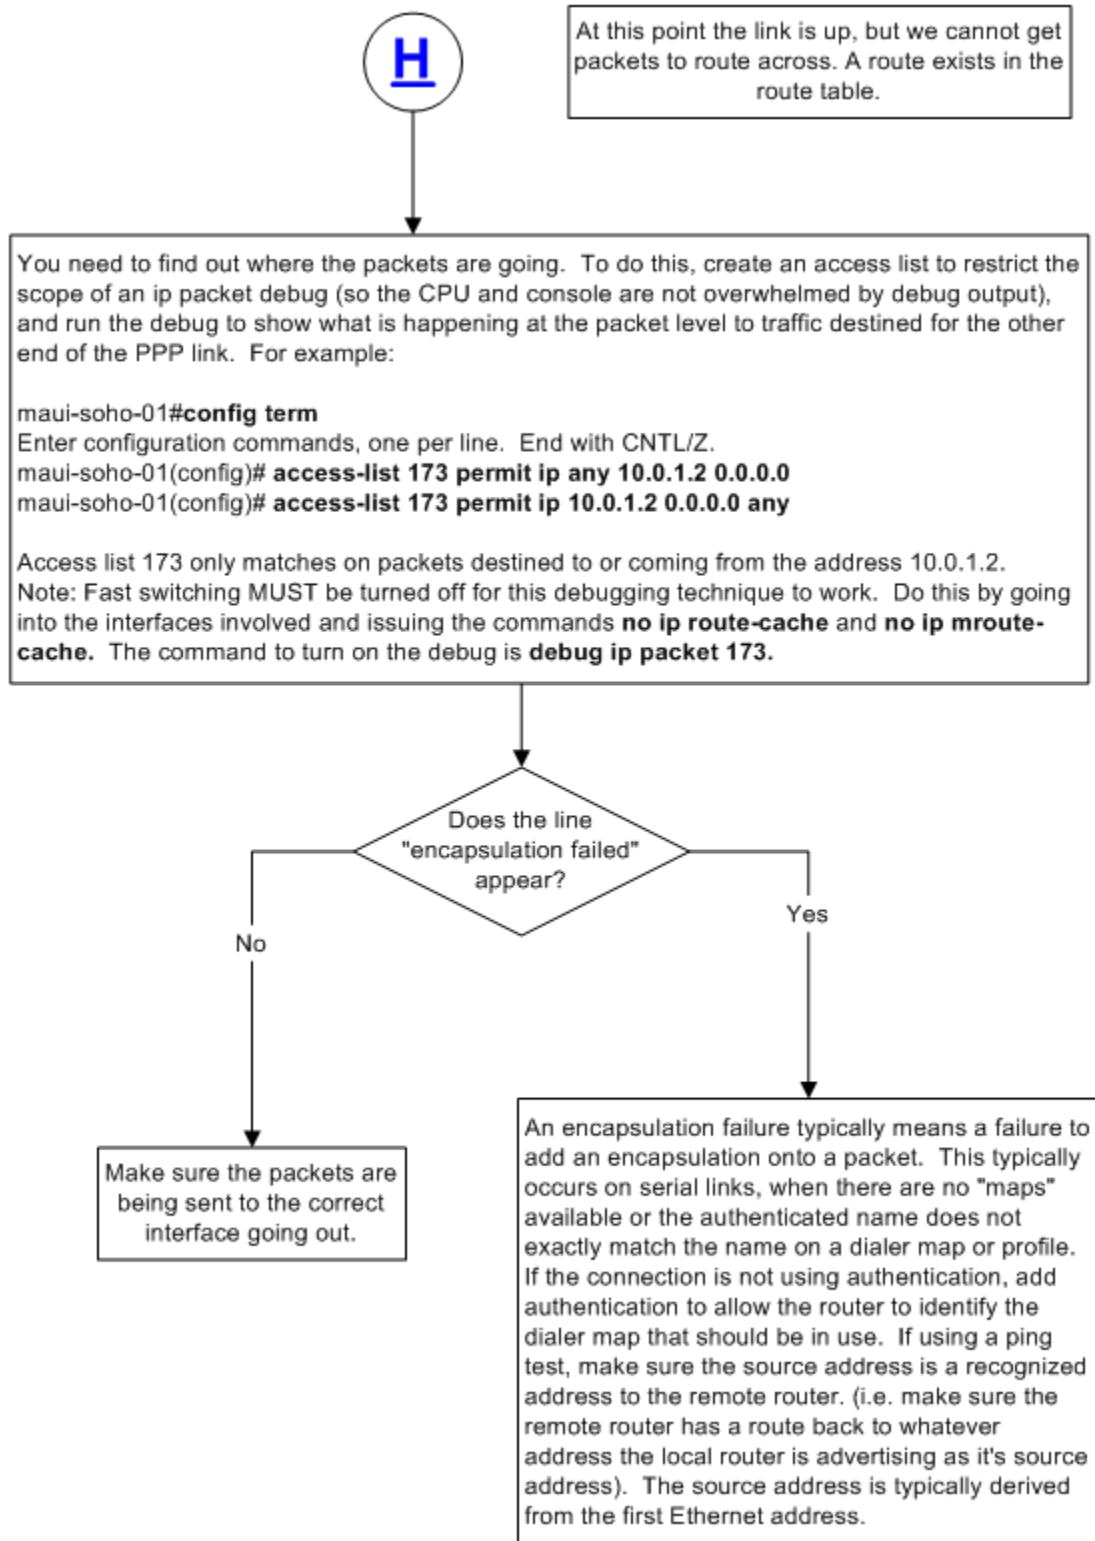 H
At this point the link is up, but we cannot get
packets to route across. A route exists in the
route table.
You need to find out where the packets are going.  To do this, create an access list to restrict the
scope of an ip packet debug (so the CPU and console are not overwhelmed by debug output),
and run the debug to show what is happening at the packet level to traffic destined for the other
end of the PPP link.  For example:
maui-soho-01#config term
Enter configuration commands, one per line.  End with CNTL/Z.
maui-soho-01(config)# access-list 173 permit ip any 10.0.1.2 0.0.0.0
maui-soho-01(config)# access-list 173 permit ip 10.0.1.2 0.0.0.0 any
Access list 173 only matches on packets destined to or coming from the address 10.0.1.2.
Note: Fast switching MUST be turned off for this debugging technique to work.  Do this by going
into the interfaces involved and issuing the commands no ip route-cache and no ip mroute-
cache.  The command to turn on the debug is debug ip packet 173.
Does the line
"encapsulation failed"
appear?
No
Yes
Make sure the packets are
being sent to the correct
interface going out.
An encapsulation failure typically means a failure to
add an encapsulation onto a packet.  This typically
occurs on serial links, when there are no "maps"
available or the authenticated name does not
exactly match the name on a dialer map or profile.
If the connection is not using authentication, add
authentication to allow the router to identify the
dialer map that should be in use.  If using a ping
test, make sure the source address is a recognized
address to the remote router. (i.e. make sure the
remote router has a route back to whatever
address the local router is advertising as it's source
address).  The source address is typically derived
from the first Ethernet address.